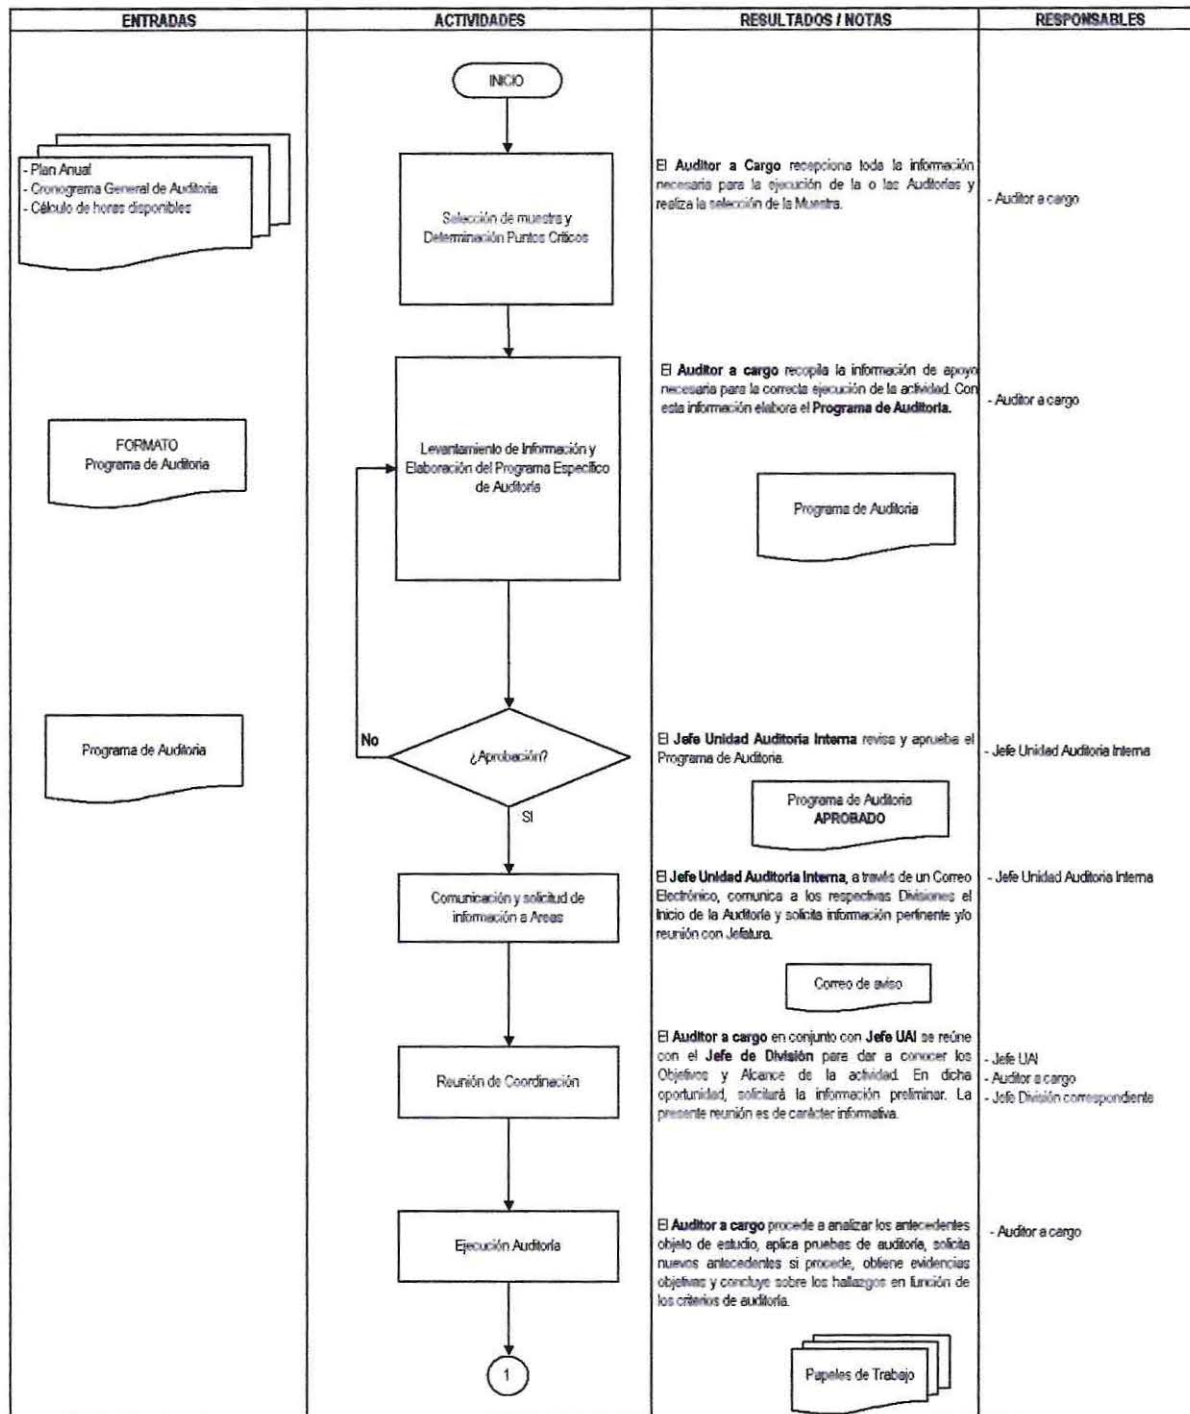 ENTRADAS
ACTIVIDADES
RESULTADOS / NOTAS
RESPONSABLES
INICIO
- Plan Anual
- Cronograma General de Auditoria
- Cálculo de horas disponibles
Selección de muestra y
Determinación Puntos Críticos
El Auditor a Cargo recepciona toda la información
necesaria para la ejecución de la o las Auditorías y
realiza la selección de la Muestra.
- Auditor a cargo
FORMATO
Programa de Auditoria
Levantamiento de Información y
Elaboración del Programa Específico
de Auditoría
El Auditor a cargo recopila la información de apoyo
necesaria para la correcta ejecución de la actividad. Con
esta información elabora el Programa de Auditoria.
- Auditor a cargo
Programa de Auditoria
Programa de Auditoria
No
¿Aprobación?
SI
El Jefe Unidad Auditoria Interna revisa y aprueba el
Programa de Auditoria.
- Jefe Unidad Auditoria Interna
Programa de Auditoria
APROBADO
Comunicación y solicitud de
información a Areas
El Jefe Unidad Auditoria Interna, a través de un Correo
Electrónico, comunica a los respectivas Divisiones el
Inicio de la Auditoría y solicita información pertinente y/o
reunión con Jefatura.
- Jefe Unidad Auditoria Interna
Correo de aviso
Reunión de Coordinación
El Auditor a cargo en conjunto con Jefe UAI se reúne
con el Jefe de División para dar a conocer los
Objetivos y Alcance de la actividad. En dicha
oportunidad, solicitará la información preliminar. La
presente reunión es de carácter informativa.
- Jefe UAI
- Auditor a cargo
- Jefe División correspondiente
Ejecución Auditoría
El Auditor a cargo procede a analizar los antecedentes
objeto de estudio, aplica pruebas de auditoría, solicita
nuevos antecedentes si procede, obtiene evidencias
objetivas y concluye sobre los hallazgos en función de
los criterios de auditoría.
- Auditor a cargo
1
Papeles de Trabajo